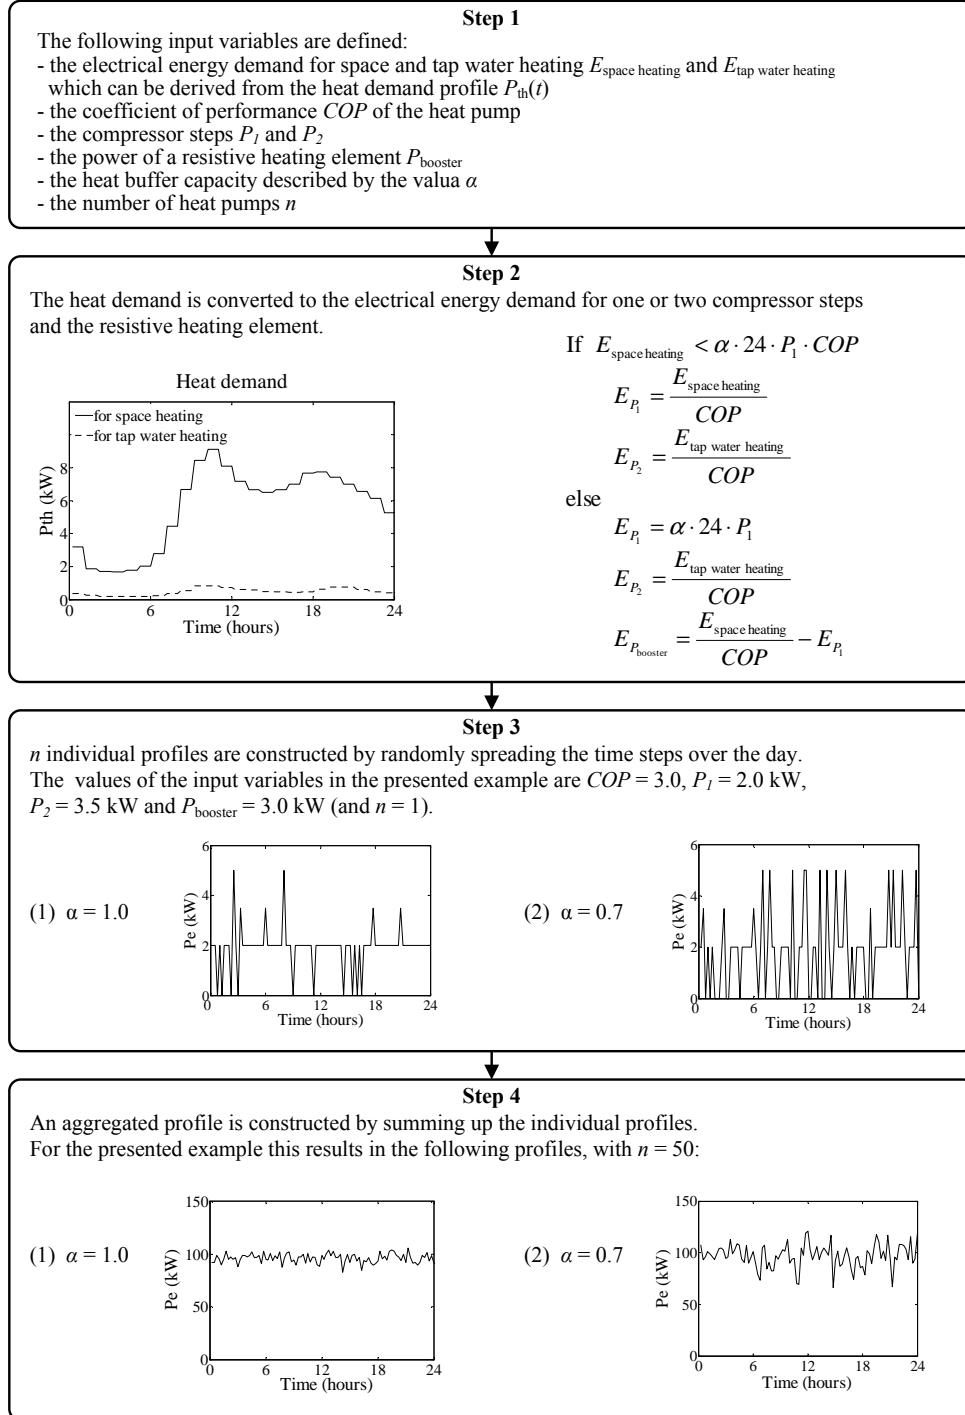 Step 1
The following input variables are defined:
- the electrical energy demand for space and tap water heating E_space heating and E_tap water heating
which can be derived from the heat demand profile P_th(t)
- the coefficient of performance COP of the heat pump
- the compressor steps P_1 and P_2
- the power of a resistive heating element P_booster
- the heat buffer capacity described by the valua α
- the number of heat pumps n
Step 2
The heat demand is converted to the electrical energy demand for one or two compressor steps
and the resistive heating element.
Heat demand
for space heating
for tap water heating
Pth (kW)
8
6
4
2
0
0 6 12 18 24
Time (hours)
If E_space heating < α · 24 · P_1 · COP
E_P_1 = E_space heating / COP
E_P_2 = E_tap water heating / COP
else
E_P_1 = α · 24 · P_1
E_P_2 = E_tap water heating / COP
E_P_booster = E_space heating / COP − E_P_1
Step 3
n individual profiles are constructed by randomly spreading the time steps over the day.
The values of the input variables in the presented example are COP = 3.0, P_1 = 2.0 kW,
P_2 = 3.5 kW and P_booster = 3.0 kW (and n = 1).
(1) α = 1.0
Pe (kW)
6
4
2
0
0 6 12 18 24
Time (hours)
(2) α = 0.7
Pe (kW)
6
4
2
0
0 6 12 18 24
Time (hours)
Step 4
An aggregated profile is constructed by summing up the individual profiles.
For the presented example this results in the following profiles, with n = 50:
(1) α = 1.0
Pe (kW)
150
100
50
0
0 6 12 18 24
Time (hours)
(2) α = 0.7
Pe (kW)
150
100
50
0
0 6 12 18 24
Time (hours)